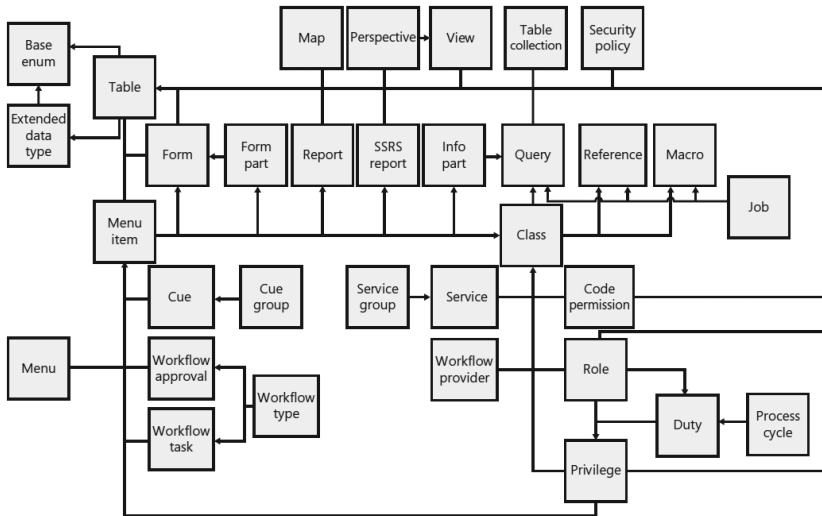 Map
Perspective
View
Table
collection
Security
policy
Base
enum
Table
Extended
data
type
Form
Form
part
Report
SSRS
report
Info
part
Query
Reference
Macro
Job
Menu
item
Class
Cue
Cue
group
Service
group
Service
Code
permission
Menu
Workflow
approval
Workflow
type
Workflow
task
Workflow
provider
Role
Duty
Process
cycle
Privilege